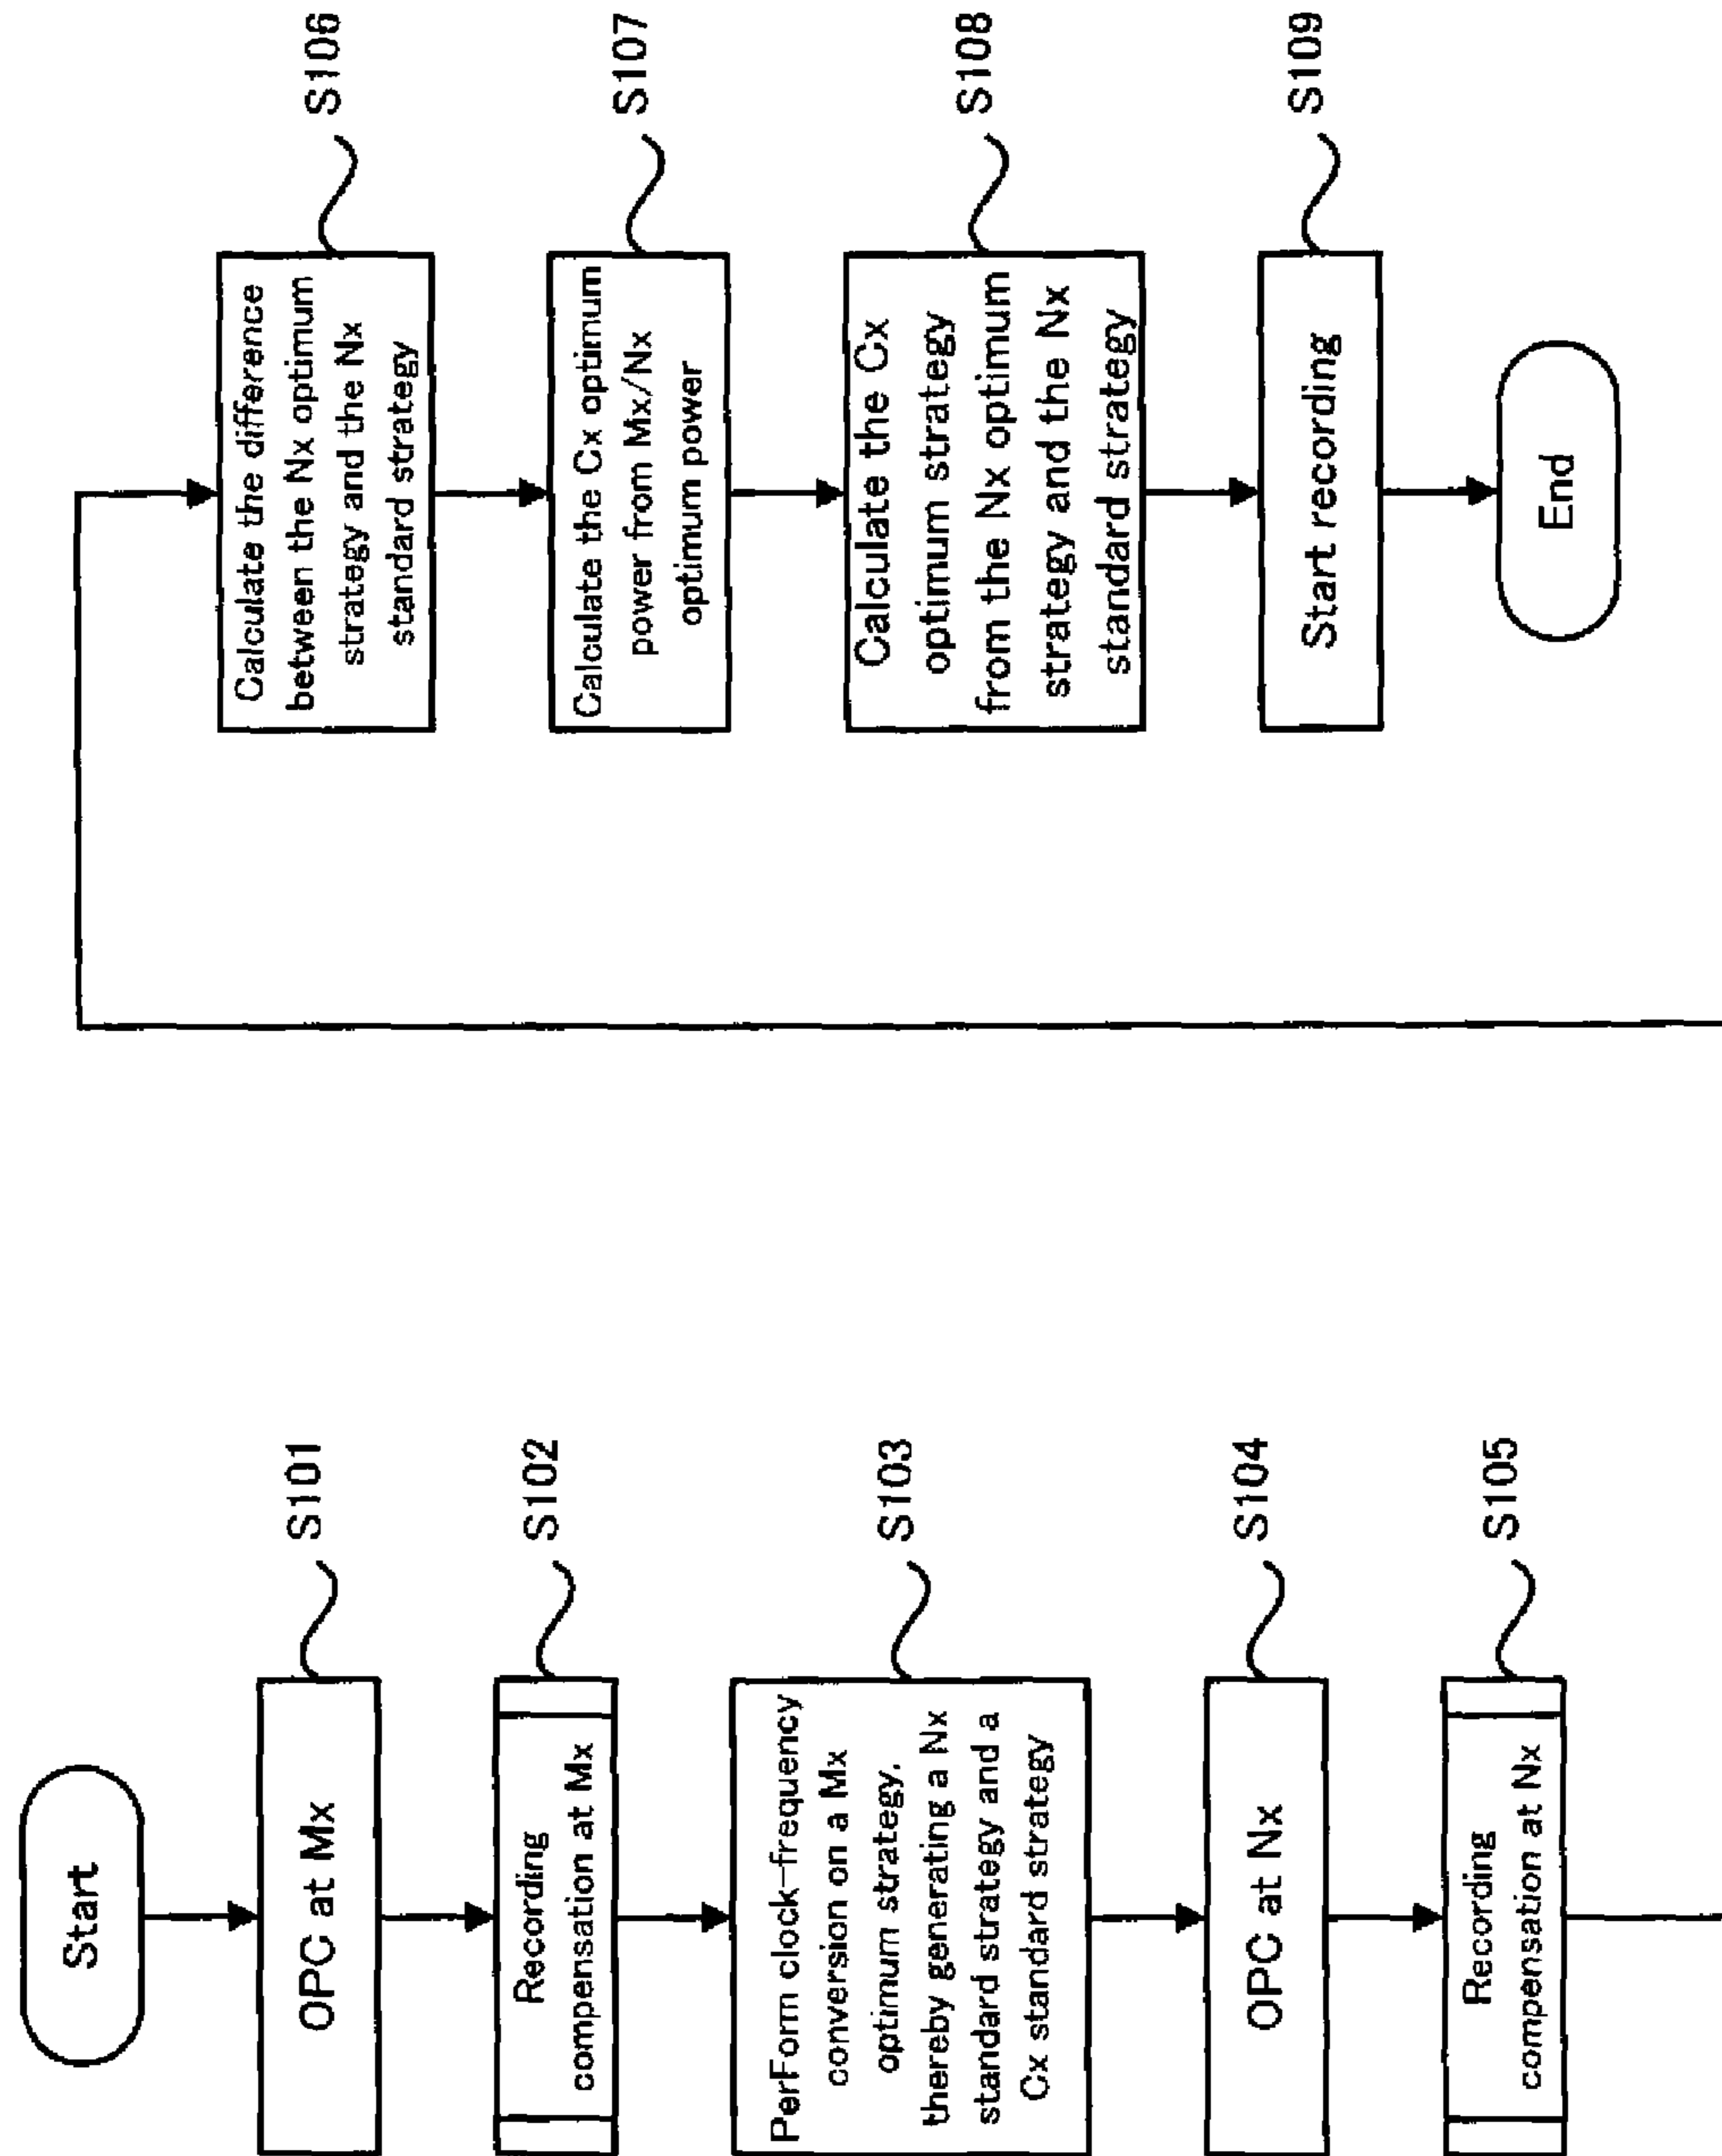 Start
OPC at Mx
S101
Recording
compensation at Mx
S102
PerForm clock-frequency
conversion on a Mx
optimum strategy,
thereby generating a Nx
standard strategy and a
Cx standard strategy
S103
OPC at Nx
S104
Recording
compensation at Nx
S105
Calculate the difference
between the Nx optimum
strategy and the Nx
standard strategy
S106
Calculate the Cx optimum
power from Mx/Nx
optimum power
S107
Calculate the Cx
optimum strategy
from the Nx optimum
strategy and the Nx
standard strategy
S108
Start recording
S109
End